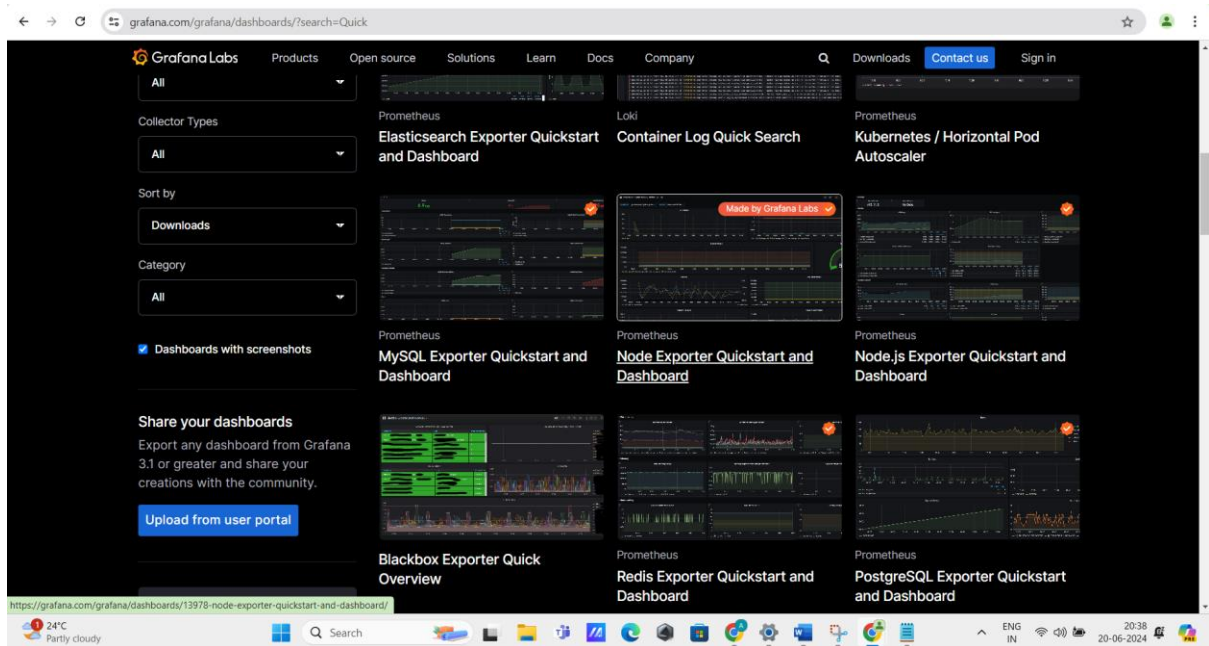 grafana.com/grafana/dashboards/?search=Quick
Grafana Labs
Products
Open source
Solutions
Learn
Docs
Company
Downloads
Contact us
Sign in
All
Collector Types
All
Sort by
Downloads
Category
All
Dashboards with screenshots
Share your dashboards
Export any dashboard from Grafana
3.1 or greater and share your
creations with the community.
Upload from user portal
Prometheus
Elasticsearch Exporter Quickstart
and Dashboard
Loki
Container Log Quick Search
Prometheus
Kubernetes / Horizontal Pod
Autoscaler
Made by Grafana Labs
Prometheus
MySQL Exporter Quickstart and
Dashboard
Prometheus
Node Exporter Quickstart and
Dashboard
Prometheus
Node.js Exporter Quickstart and
Dashboard
Blackbox Exporter Quick
Overview
Prometheus
Redis Exporter Quickstart and
Dashboard
Prometheus
PostgreSQL Exporter Quickstart
and Dashboard
https://grafana.com/grafana/dashboards/13978-node-exporter-quickstart-and-dashboard/
1
24°C
Partly cloudy
Search
ENG
IN
20:38
20-06-2024